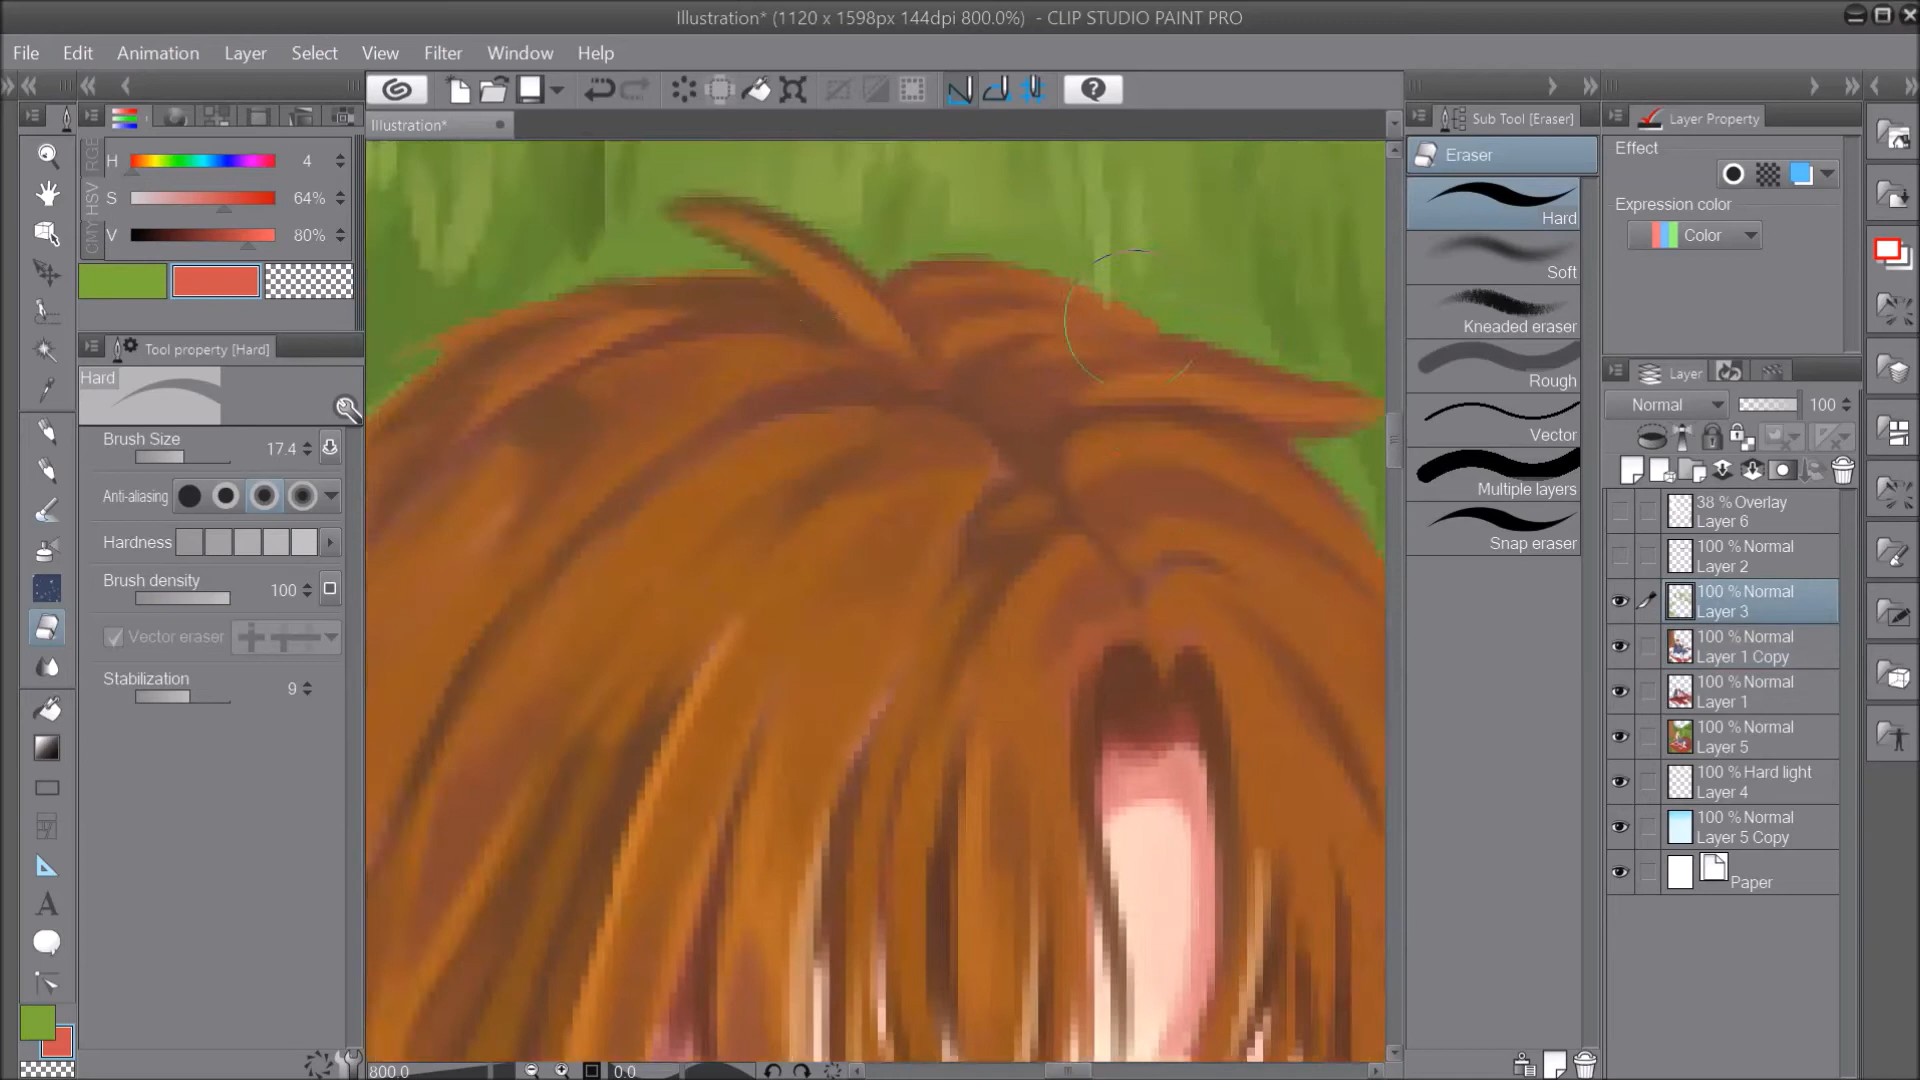 Illustration* (1120 x 1598px 144dpi 800.0%) - CLIP STUDIO PAINT PRO
File Edit Animation Layer Select View Filter Window Help
Illustration*
Sub Tool [Eraser]
Layer Property
RGB
HSV
CMY
H 4
S 64%
V 80%
Eraser
Hard
Soft
Kneaded eraser
Rough
Vector
Multiple layers
Snap eraser
Effect
Expression color
Color
Tool property [Hard]
Hard
Brush Size 17.4
Anti-aliasing
Hardness
Brush density 100
Vector eraser
Stabilization 9
A
Layer
Normal 100
38 % Overlay
Layer 6
100 % Normal
Layer 2
100 % Normal
Layer 3
100 % Normal
Layer 1 Copy
100 % Normal
Layer 1
100 % Normal
Layer 5
100 % Hard light
Layer 4
100 % Normal
Layer 5 Copy
Paper
800.0
0.0